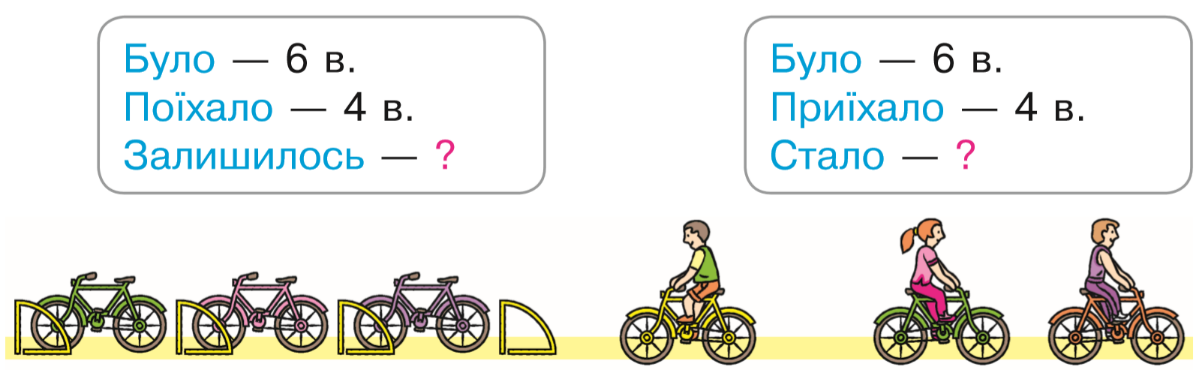 Було — 6 в.
Поїхало — 4 в.
Залишилось — ?
Було — 6 в.
Приїхало — 4 в.
Стало — ?